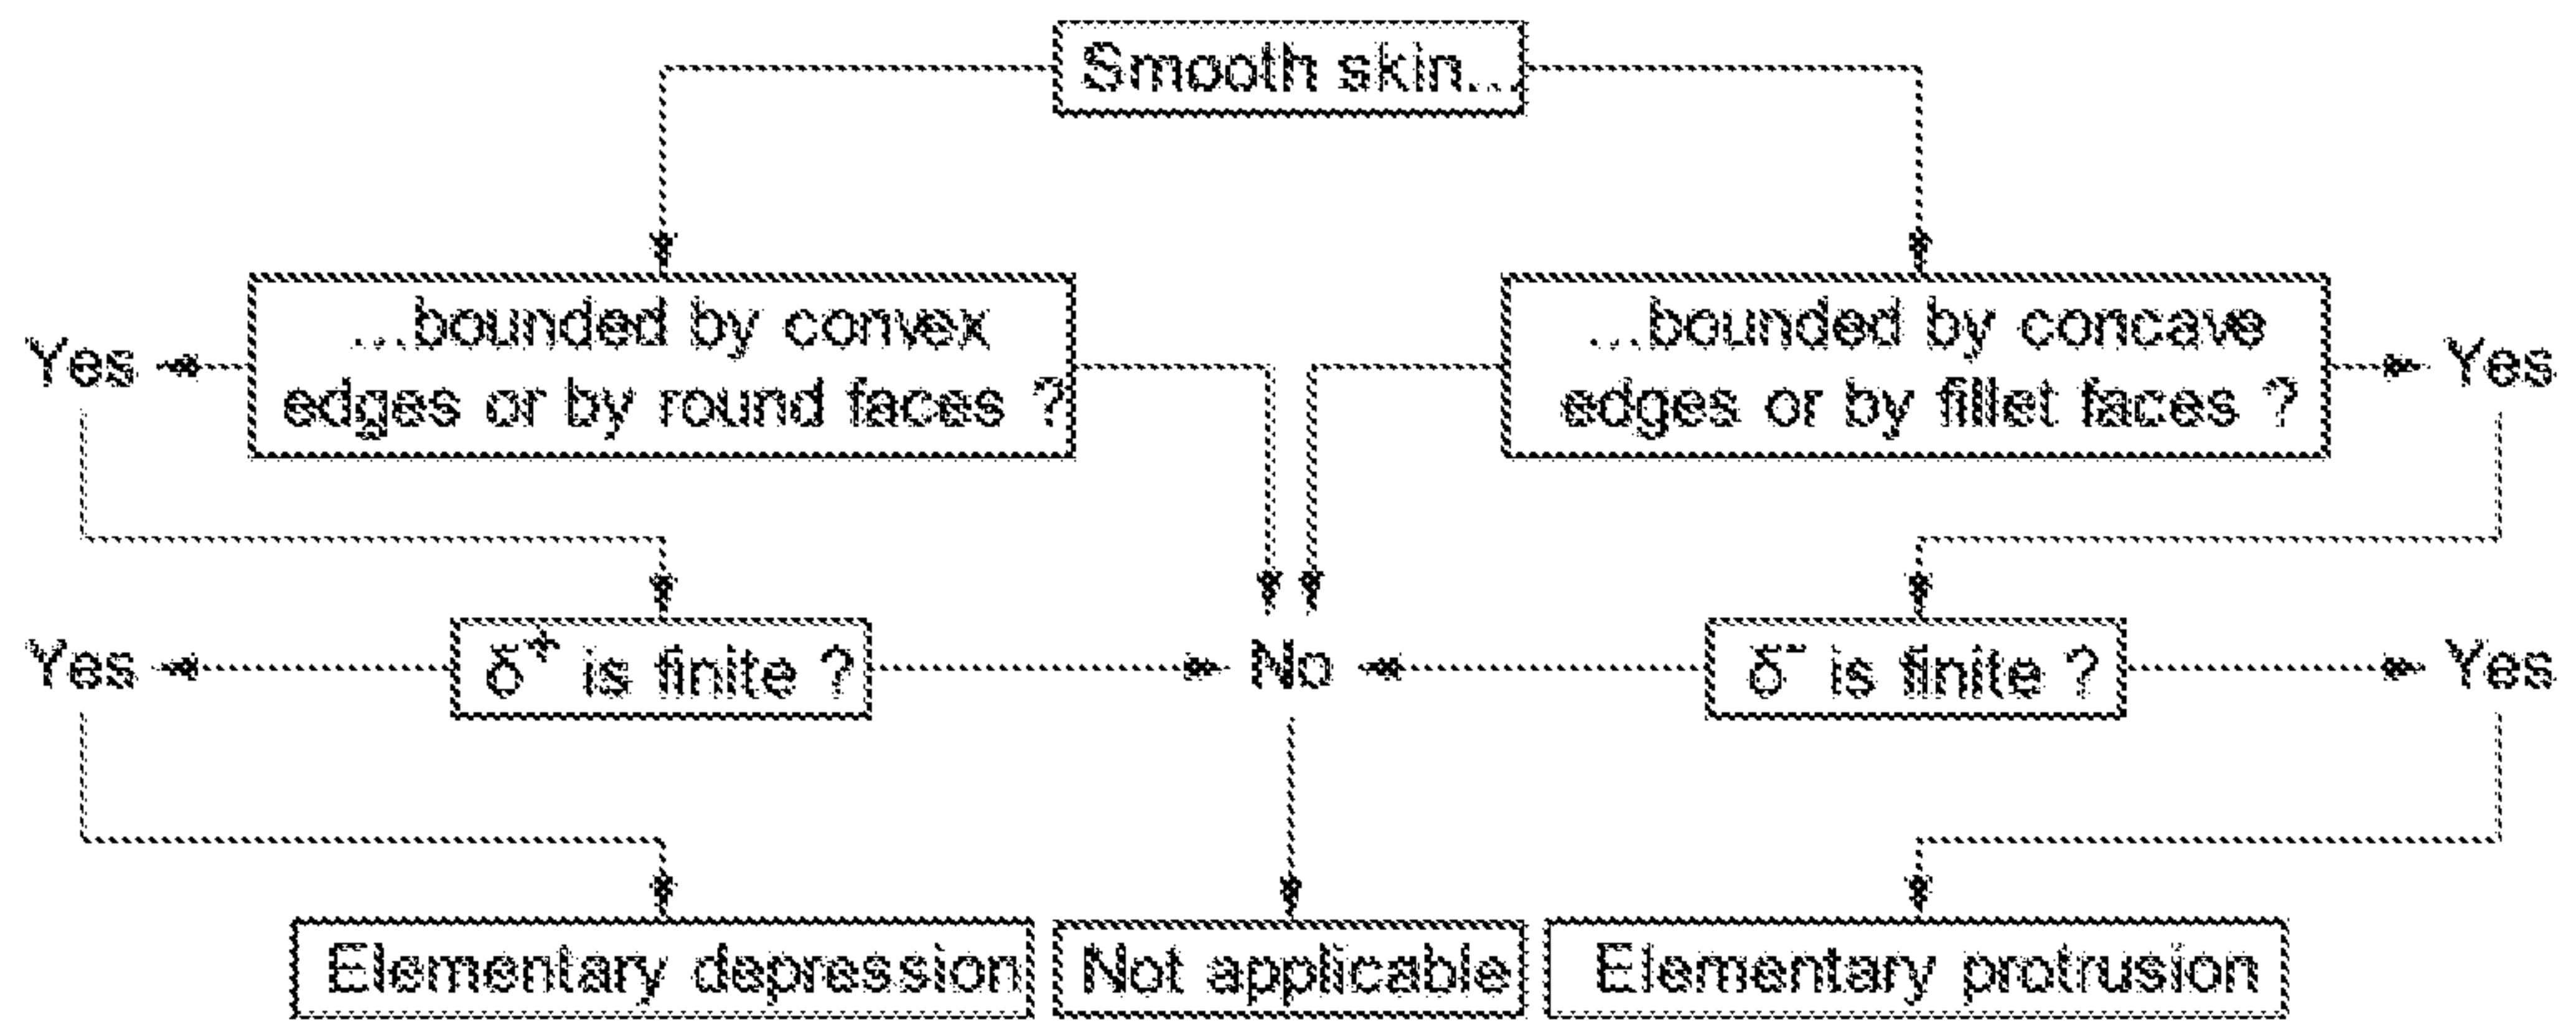 Smooth skin...
...bounded by convex
edges or by round faces ?
...bounded by concave
edges or by fillet faces ?
Yes
Yes
Yes
δ⁺ is finite ?
No
δ⁻ is finite ?
Yes
Elementary depression
Not applicable
Elementary protrusion